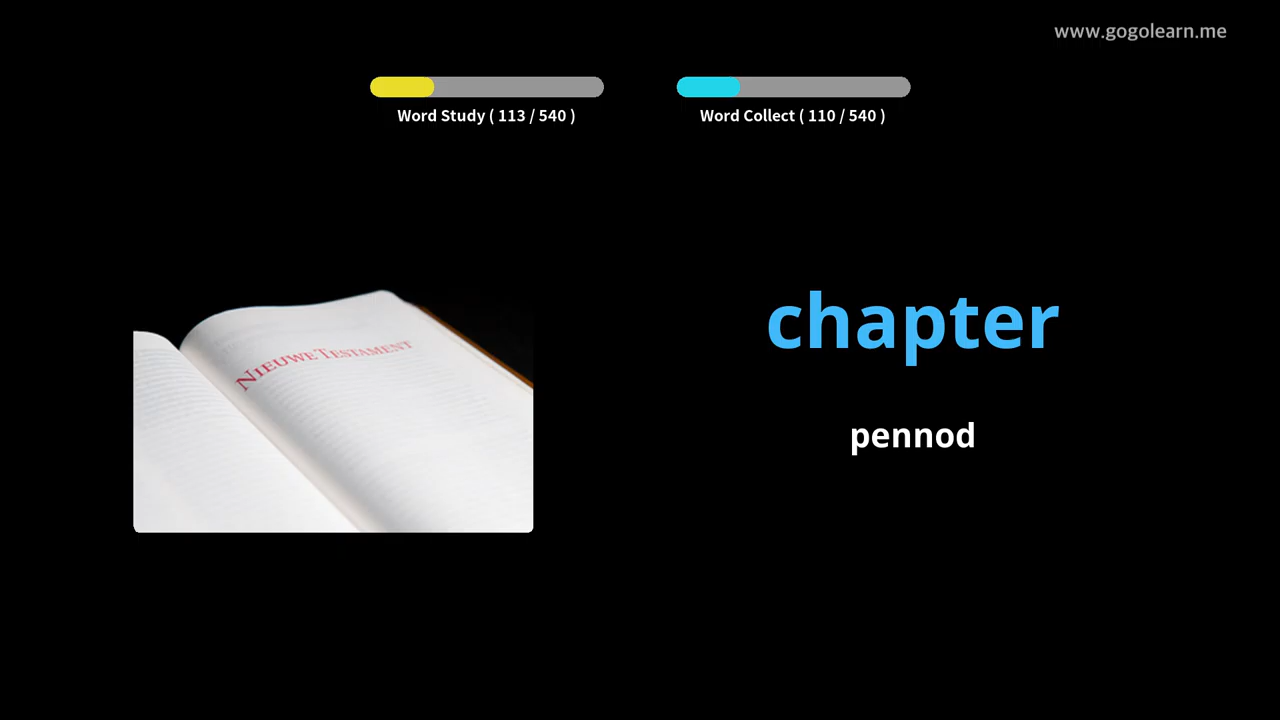 www.gogolearn.me
Word Study ( 113 / 540 )
Word Collect ( 110 / 540 )
NIEUWE TESTAMENT
chapter
pennod